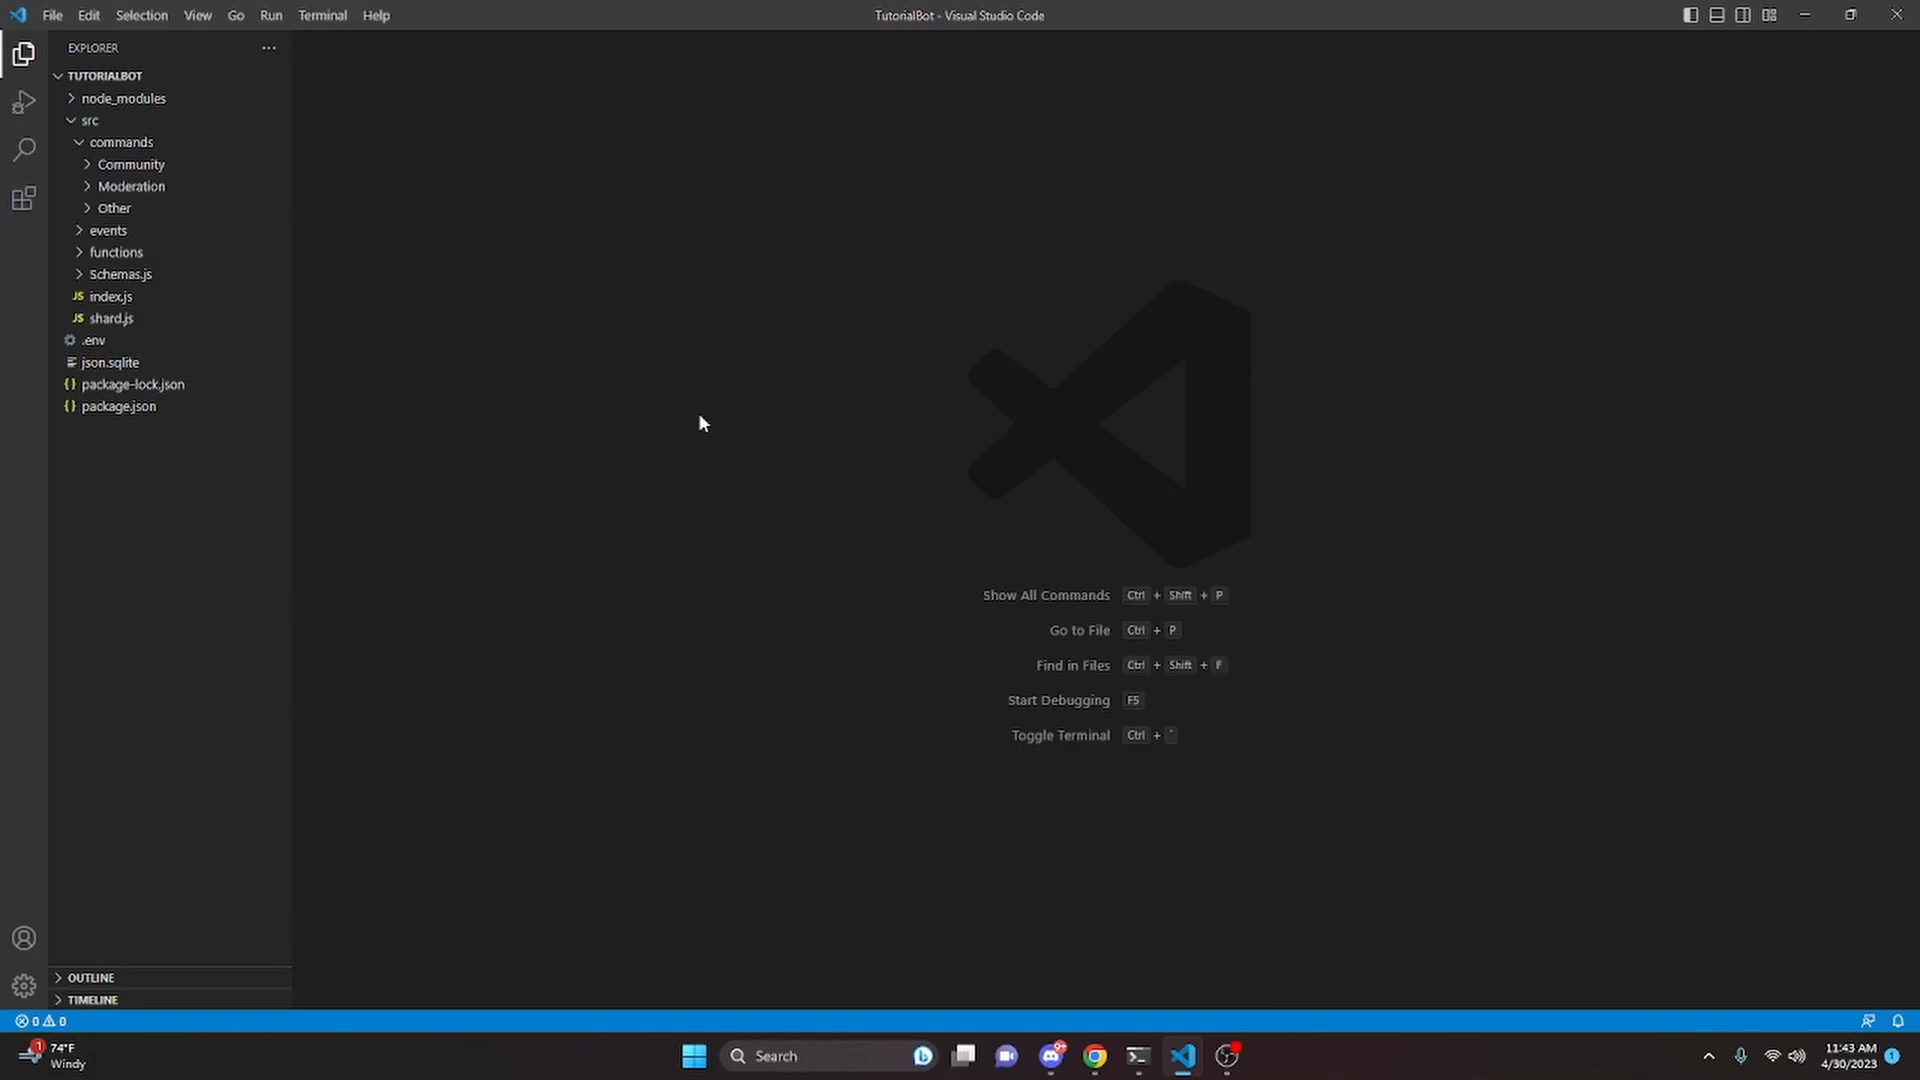 File Edit Selection View Go Run Terminal Help
TutorialBot - Visual Studio Code
EXPLORER
TUTORIALBOT
node_modules
src
commands
Community
Moderation
Other
events
functions
Schemas.js
JS index.js
JS shard.js
.env
json.sqlite
{} package-lock.json
{} package.json
Show All Commands Ctrl + Shift + P
Go to File Ctrl + P
Find in Files Ctrl + Shift + F
Start Debugging F5
Toggle Terminal Ctrl + `
OUTLINE
TIMELINE
0 0
1
74°F
Windy
Search
9+
11:43 AM
4/30/2023
1